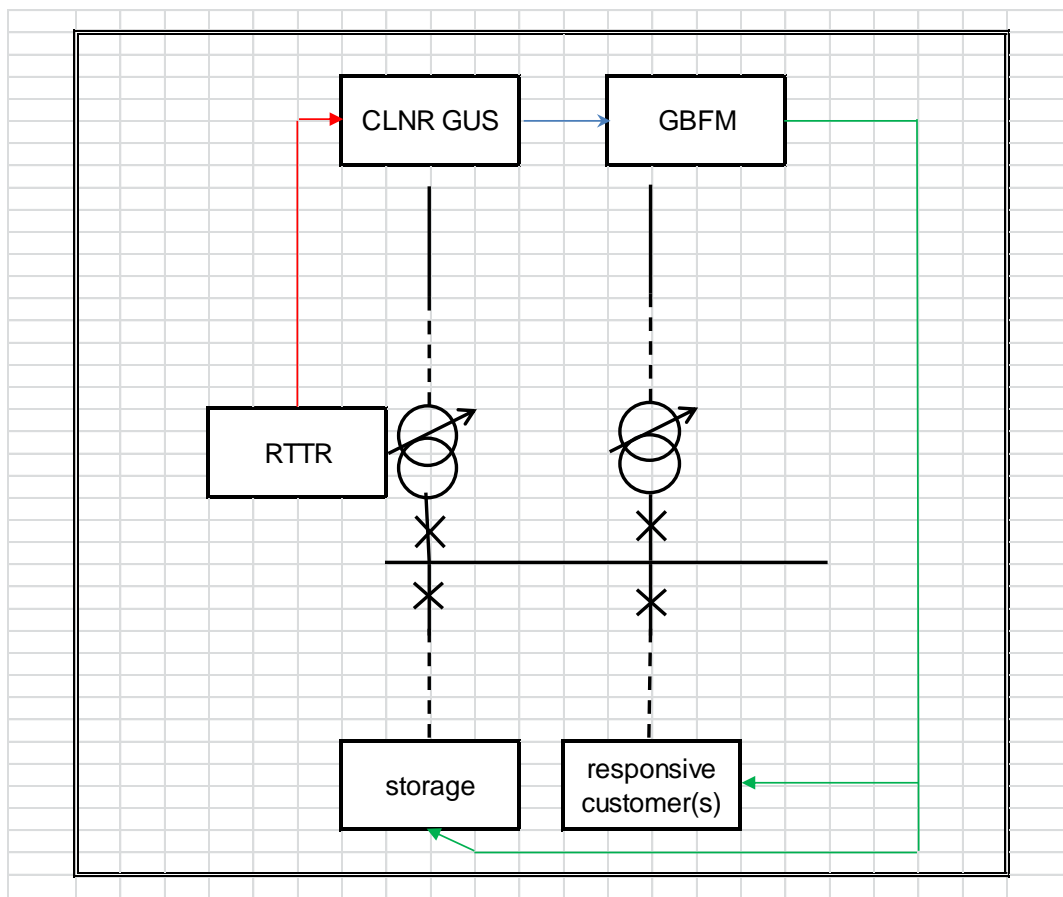 CLNR GUS
GBFM
RTTR
storage
responsive
customer(s)